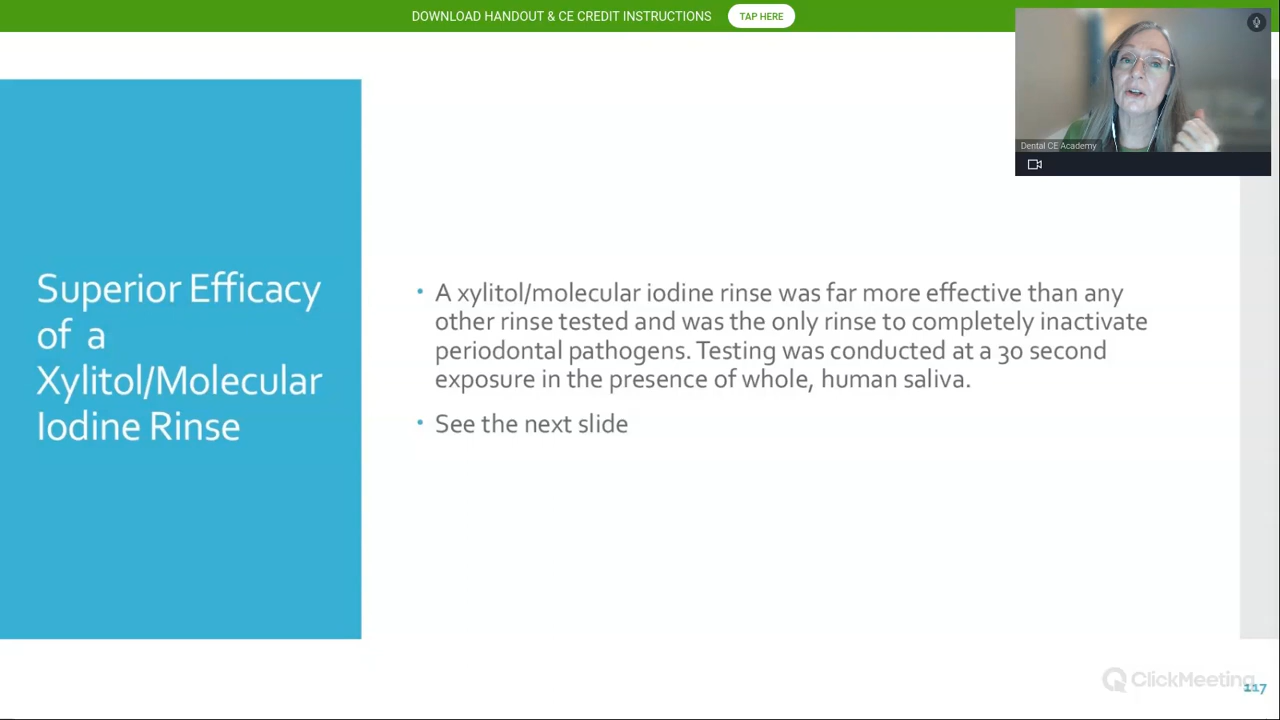 DOWNLOAD HANDOUT & CE CREDIT INSTRUCTIONS TAP HERE
Dental CE Academy
Superior Efficacy
of a
Xylitol/Molecular
Iodine Rinse
• A xylitol/molecular iodine rinse was far more effective than any
other rinse tested and was the only rinse to completely inactivate
periodontal pathogens. Testing was conducted at a 30 second
exposure in the presence of whole, human saliva.
• See the next slide
ClickMeeting
117